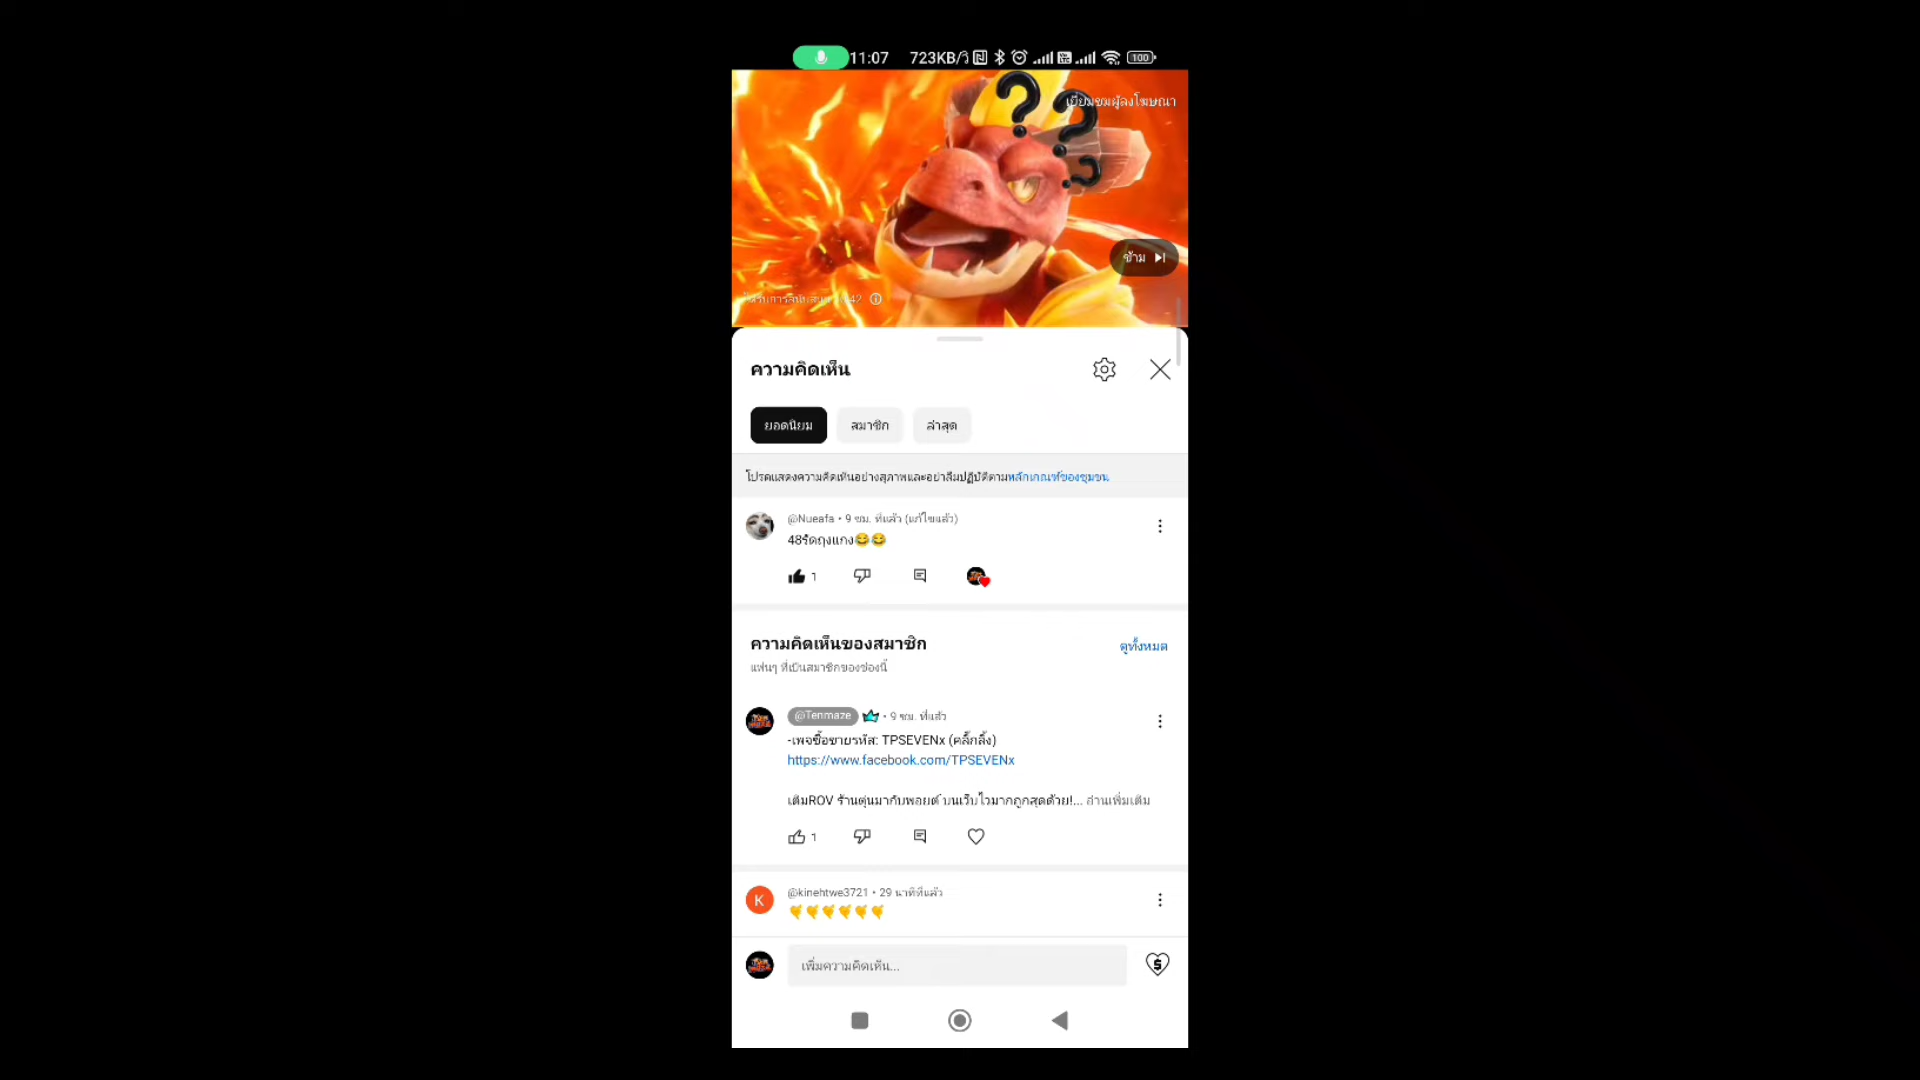 11:07 723KB/วิ 100
? ? ?
เยี่ยมชมผู้ลงโฆษณา
ข้าม
42
ความคิดเห็น
ยอดนิยม สมาชิก ล่าสุด
โปรดแสดงความคิดเห็นอย่างสุภาพและอย่าลืมปฏิบัติตามหลักเกณฑ์ของชุมชน
@Nueafa • 9 ชม. ที่แล้ว (แก้ไขแล้ว)
48รีดถุงแกง😂😂
1
ความคิดเห็นของสมาชิก ดูทั้งหมด
แฟนๆ ที่เป็นสมาชิกของช่องนี้
@Tenmaze • 9 ชม. ที่แล้ว
-เพจซื้อขายรหัส: TPSEVENx (คลิ๊กลิ้ง)
https://www.facebook.com/TPSEVENx
เติมROV ร้านตุ่นมากับพอยต์ บนเว็บไวมากถูกสุดด้วย!... อ่านเพิ่มเติม
1
K
@kinehtwe3721 • 29 นาทีที่แล้ว
เพิ่มความคิดเห็น...
$